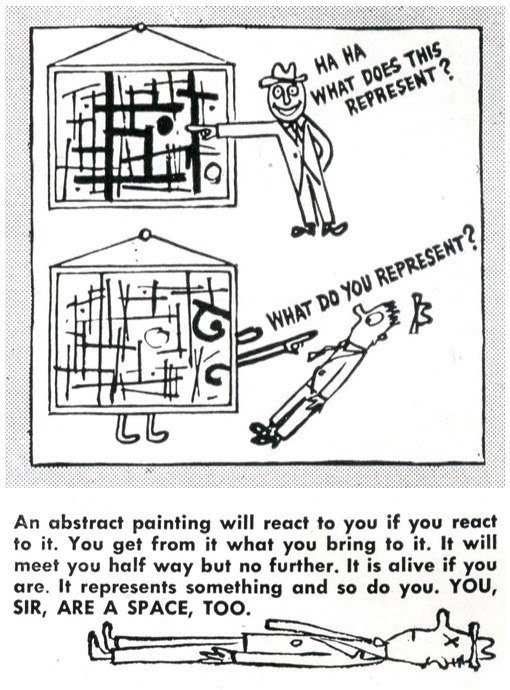 HA HA
WHAT DOES THIS
REPRESENT?
WHAT DO YOU REPRESENT?
An abstract painting will react to you if you react
to it. You get from it what you bring to it. It will
meet you half way but no further. It is alive if you
are. It represents something and so do you. YOU,
SIR, ARE A SPACE, TOO.